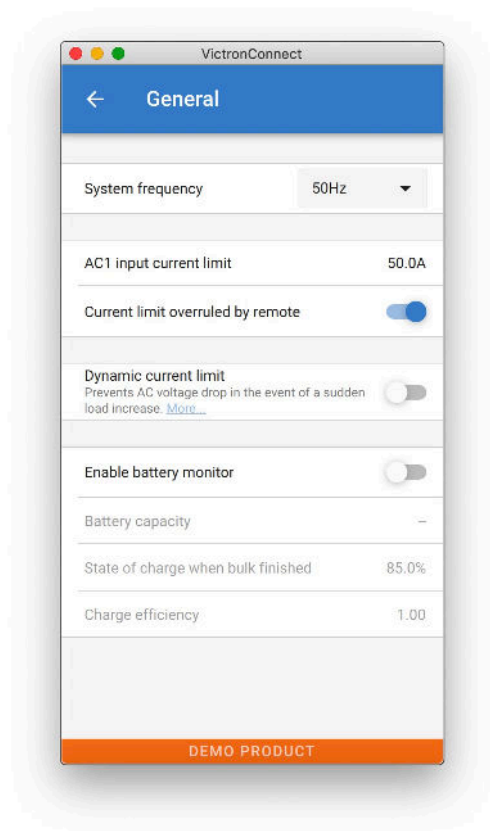 VictronConnect
General
System frequency 50Hz
AC1 input current limit 50.0A
Current limit overruled by remote
Dynamic current limit
Prevents AC voltage drop in the event of a sudden
load increase. More...
Enable battery monitor
Battery capacity –
State of charge when bulk finished 85.0%
Charge efficiency 1.00
DEMO PRODUCT